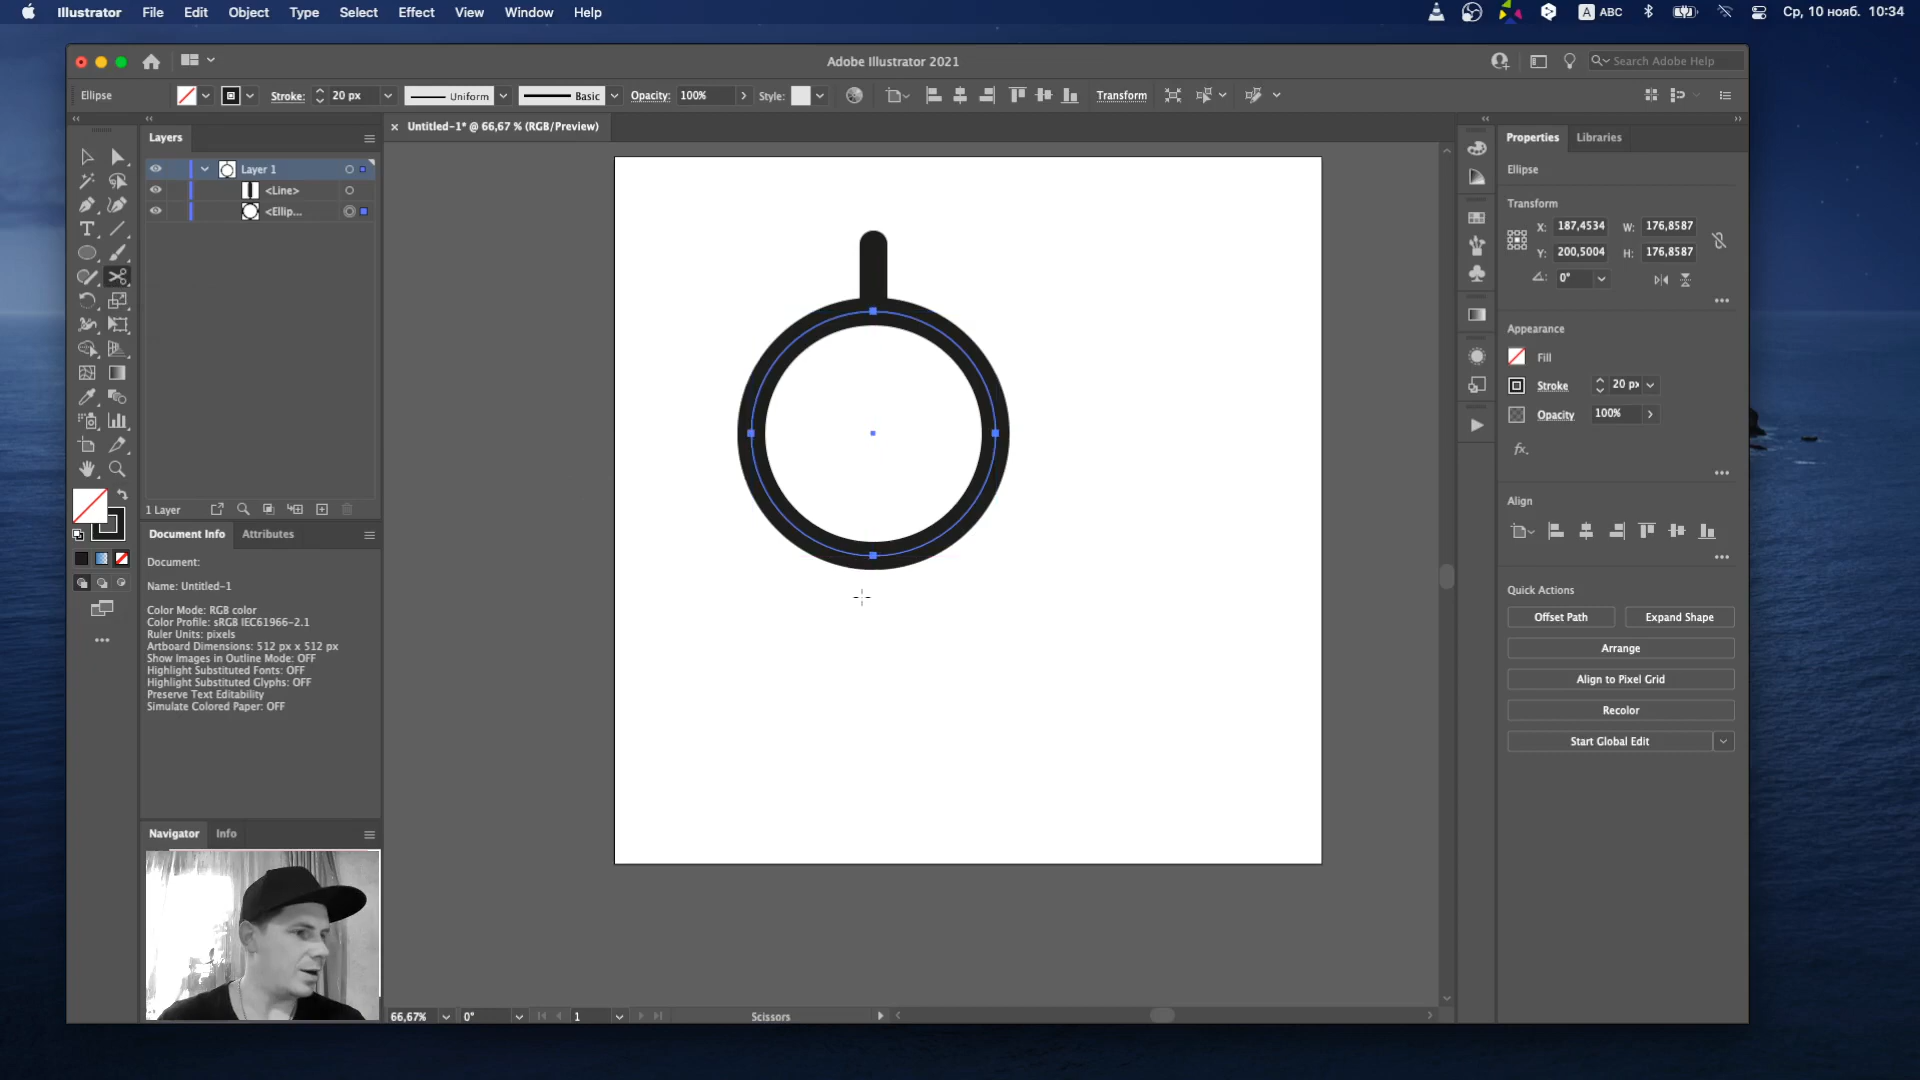 Illustrator File Edit Object Type Select Effect View Window Help
A ABC Ср, 10 нояб. 10:34
Adobe Illustrator 2021
Search Adobe Help
Ellipse Stroke: 20 px Uniform Basic Opacity: 100% Style: Transform
Layers
Layer 1
<Line>
<Ellip...
1 Layer
Document Info Attributes
Document:
Name: Untitled-1
Color Mode: RGB color
Color Profile: sRGB IEC61966-2.1
Ruler Units: pixels
Artboard Dimensions: 512 px x 512 px
Show Images in Outline Mode: OFF
Highlight Substituted Fonts: OFF
Highlight Substituted Glyphs: OFF
Preserve Text Editability
Simulate Colored Paper: OFF
Navigator Info
Untitled-1* @ 66,67 % (RGB/Preview)
66,67% 0° 1 Scissors
Properties Libraries
Ellipse
Transform
X: 187,4534 W: 176,8587
Y: 200,5004 H: 176,8587
0°
Appearance
Fill
Stroke 20 px
Opacity 100%
fx.
Align
Quick Actions
Offset Path Expand Shape
Arrange
Align to Pixel Grid
Recolor
Start Global Edit